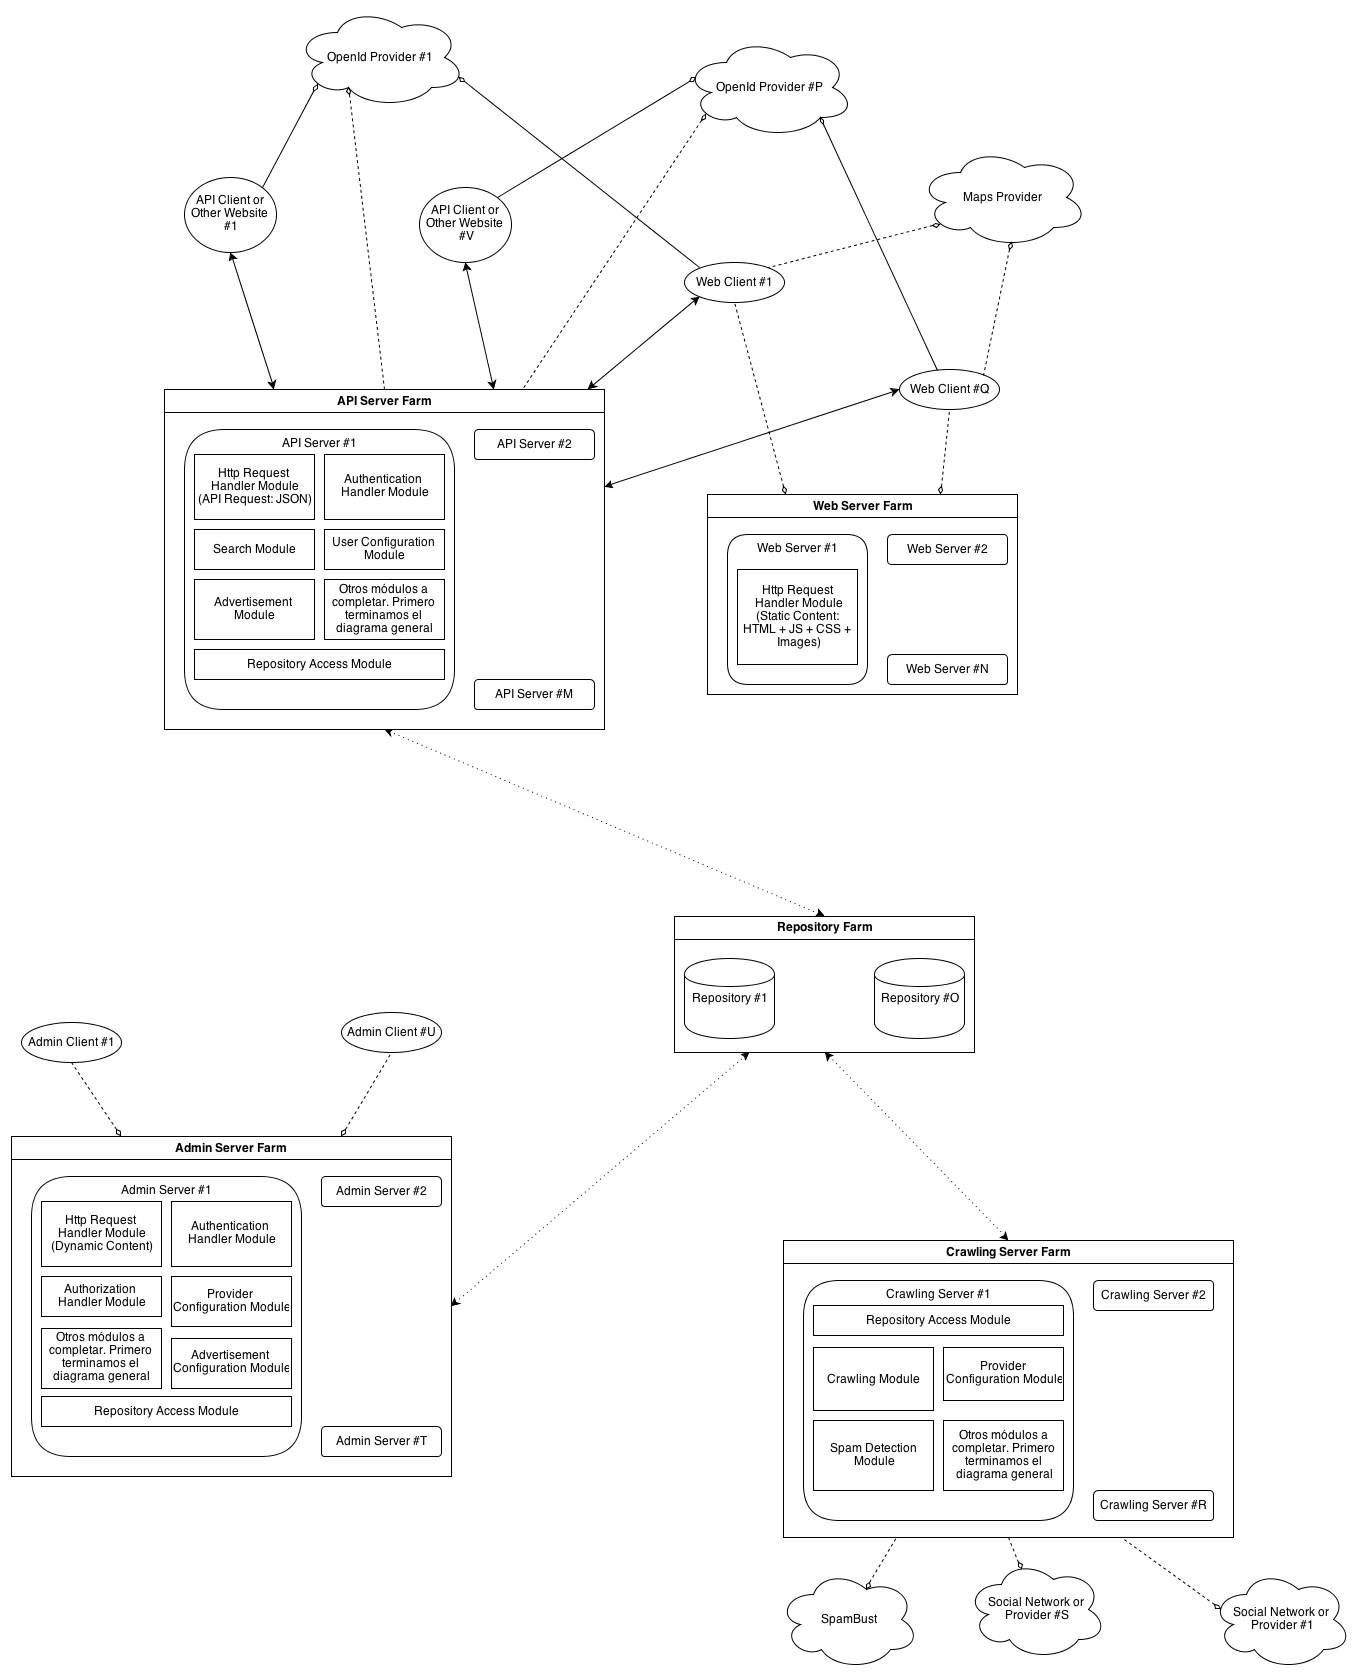 OpenId Provider #1
OpenId Provider #P
Maps Provider
API Client or
Other Website
#1
API Client or
Other Website
#V
Web Client #1
Web Client #Q
API Server Farm
API Server #1
API Server #2
Http Request
Handler Module
(API Request: JSON)
Authentication
Handler Module
Search Module
User Configuration
Module
Advertisement
Module
Otros módulos a
completar. Primero
terminamos el
diagrama general
Repository Access Module
API Server #M
Web Server Farm
Web Server #1
Web Server #2
Http Request
Handler Module
(Static Content:
HTML + JS + CSS +
Images)
Web Server #N
Repository Farm
Repository #1
Repository #O
Admin Client #1
Admin Client #U
Admin Server Farm
Admin Server #1
Admin Server #2
Http Request
Handler Module
(Dynamic Content)
Authentication
Handler Module
Authorization
Handler Module
Provider
Configuration Module
Otros módulos a
completar. Primero
terminamos el
diagrama general
Advertisement
Configuration Module
Repository Access Module
Admin Server #T
Crawling Server Farm
Crawling Server #1
Crawling Server #2
Repository Access Module
Crawling Module
Provider
Configuration Module
Spam Detection
Module
Otros módulos a
completar. Primero
terminamos el
diagrama general
Crawling Server #R
SpamBust
Social Network or
Provider #S
Social Network or
Provider #1